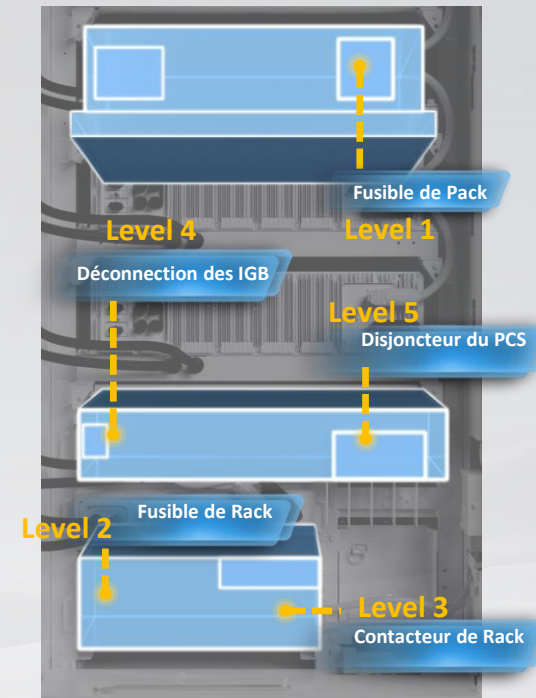 Fusible de Pack
Level 4
Level 1
Déconnection des IGB
Level 5
Disjoncteur du PCS
Fusible de Rack
Level 2
Level 3
Contacteur de Rack